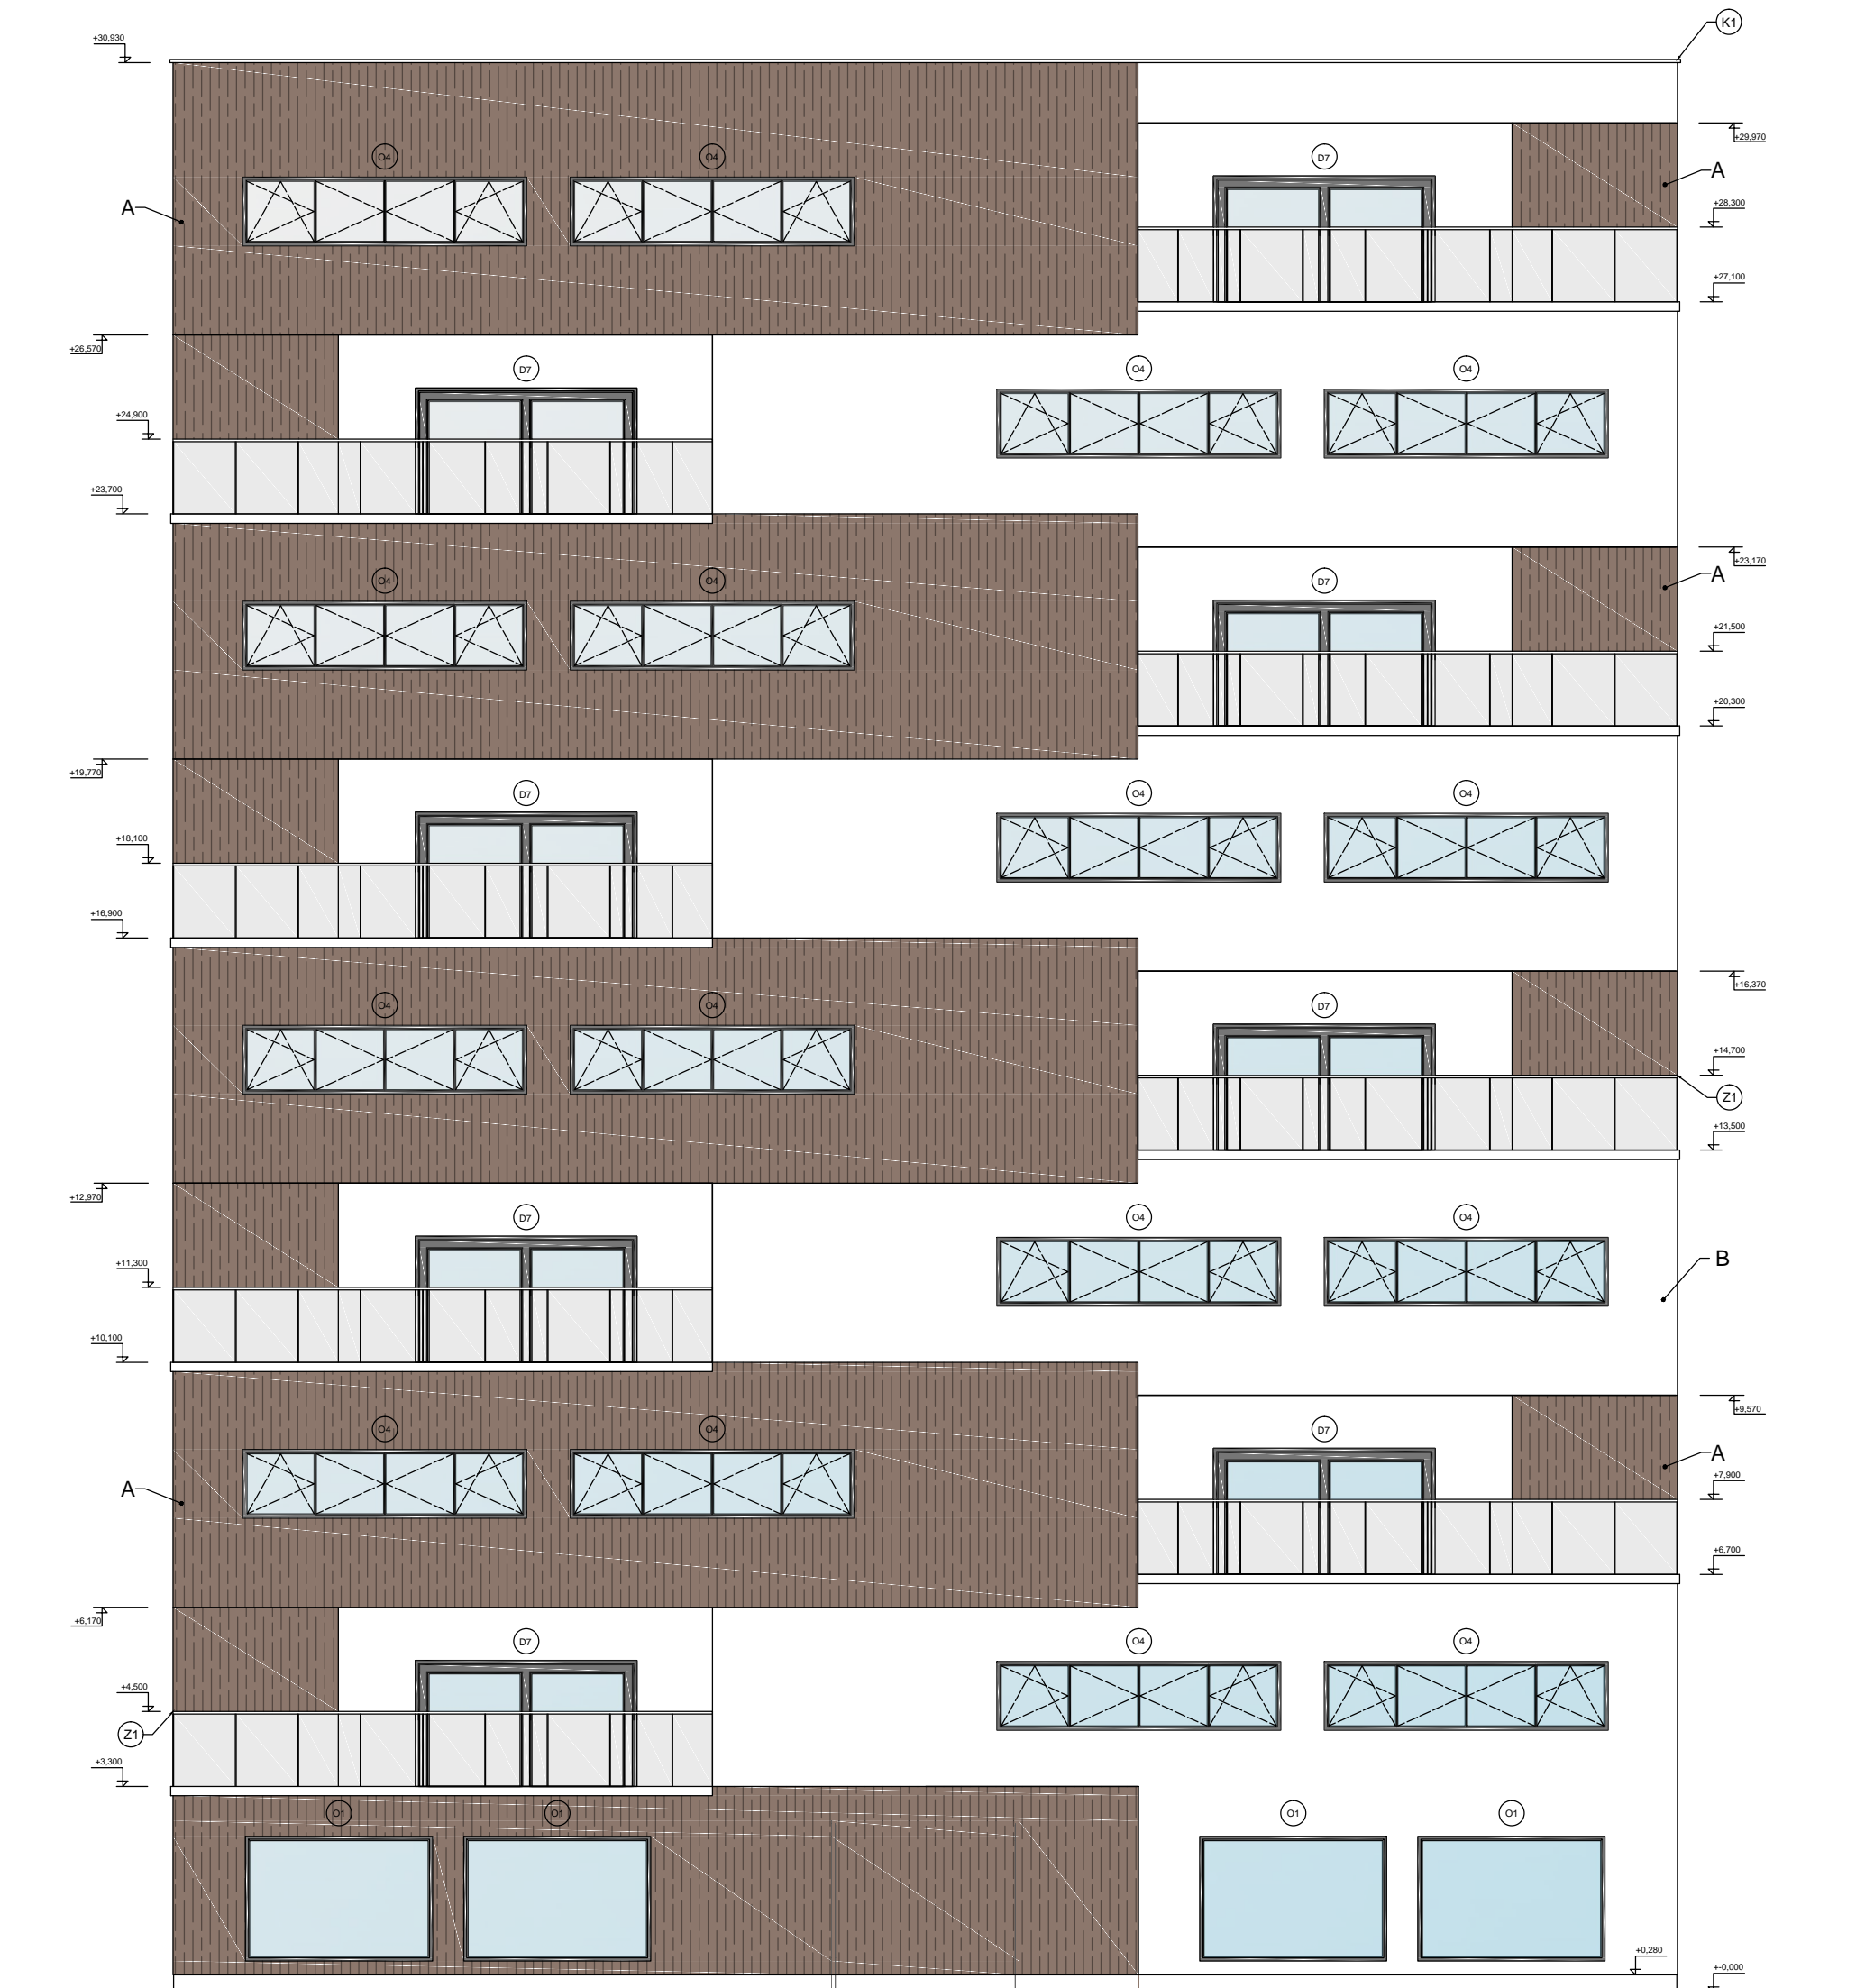 K1
+30,930
+29,970
O4
O4
D7
A
A
+28,300
+27,100
+26,570
D7
O4
O4
+24,900
+23,700
+23,170
O4
O4
D7
A
+21,500
+20,300
+19,770
D7
O4
O4
+18,100
+16,900
+16,370
O4
O4
D7
+14,700
Z1
+13,500
+12,970
D7
O4
O4
+11,300
B
+10,100
+9,570
O4
O4
D7
A
A
+7,900
+6,700
+6,170
D7
O4
O4
+4,500
Z1
+3,300
O1
O1
O1
O1
+0,280
+-0,000